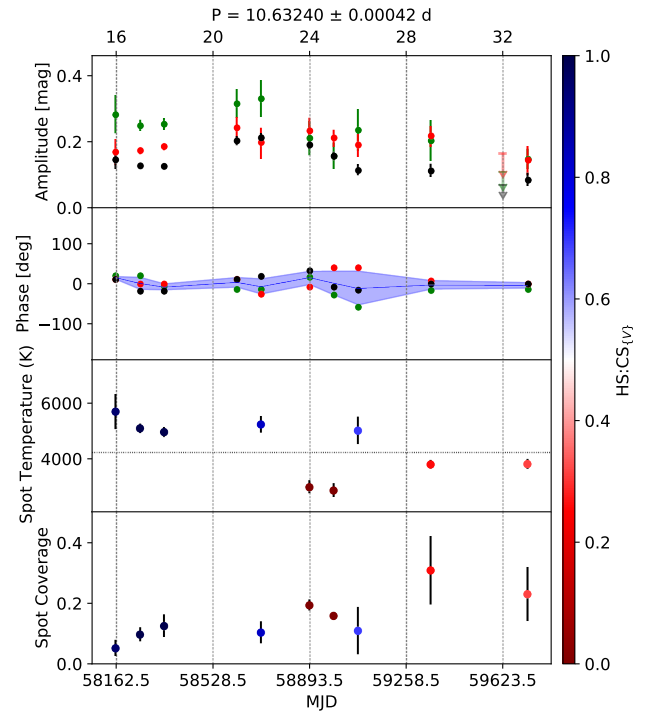 P = 10.63240 ± 0.00042 d
16 20 24 28 32
Amplitude [mag]
0.4
0.2
0.0
Phase [deg]
100
0
−100
Spot Temperature (K)
6000
4000
Spot Coverage
0.4
0.2
0.0
58162.5 58528.5 58893.5 59258.5 59623.5
MJD
1.0
0.8
0.6
0.4
0.2
0.0
HS:CS{V}